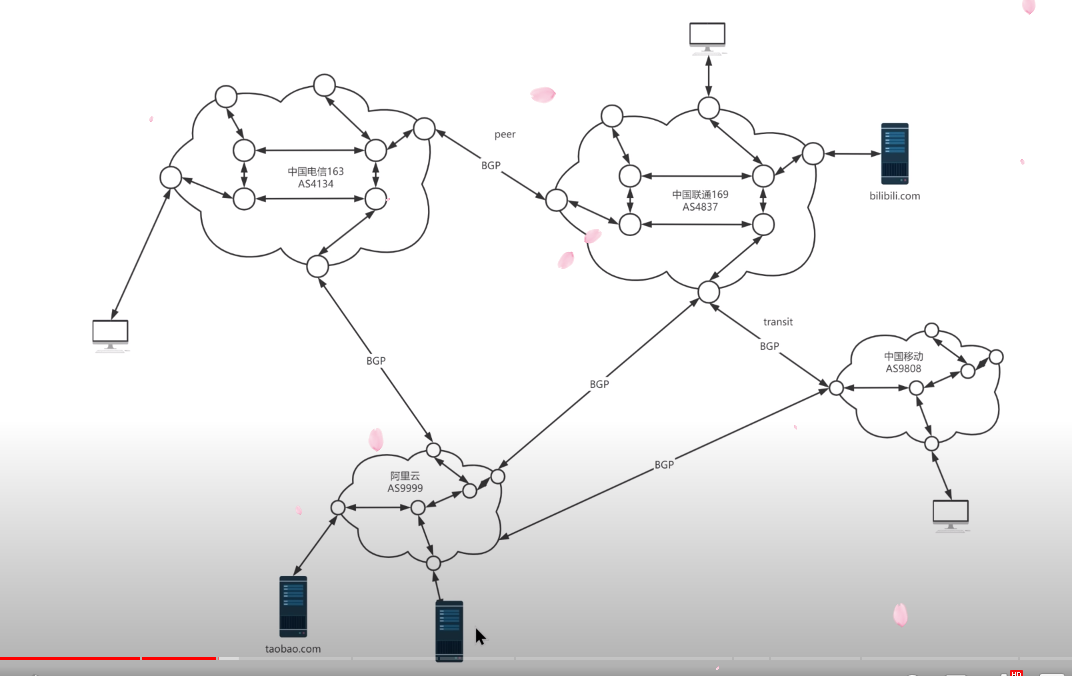 peer
BGP
中国电信163
AS4134
中国联通169
AS4837
bilibili.com
transit
BGP
中国移动
AS9808
BGP
BGP
BGP
阿里云
AS9999
taobao.com
HD